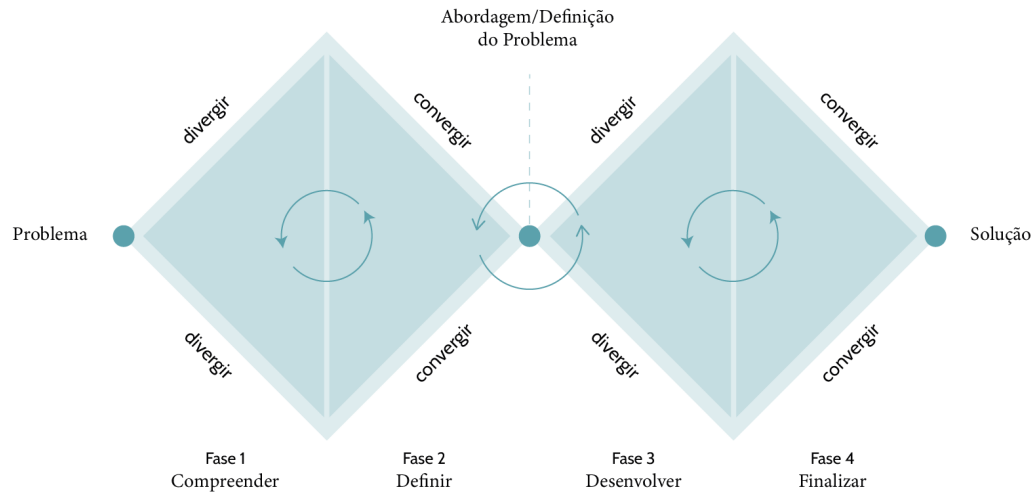 Abordagem/Definição
do Problema
divergir
convergir
divergir
convergir
Problema
Solução
divergir
convergir
divergir
convergir
Fase 1
Compreender
Fase 2
Definir
Fase 3
Desenvolver
Fase 4
Finalizar